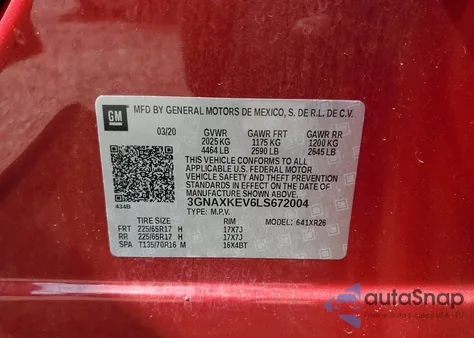 GM
MFD BY GENERAL MOTORS DE MEXICO, S. DE R.L. DE C.V.
03/20 GVWR GAWR FRT GAWR RR
2025 KG 1175 KG 1200 KG
4464 LB 2590 LB 2645 LB
THIS VEHICLE CONFORMS TO ALL
APPLICABLE U.S. FEDERAL MOTOR
VEHICLE SAFETY, BUMPER, AND THEFT
PREVENTION STANDARDS IN EFFECT ON THE
DATE OF MANUFACTURE SHOWN ABOVE.
3GNAXKEV6LS672004
434B
TYPE: M.P.V. MODEL: 641XR26
TIRE SIZE RIM
FRT 225/65R17 H 17X7J
RR 225/65R17 H 17X7J
SPA T135/70R16 M 16X4BT
autoSnap